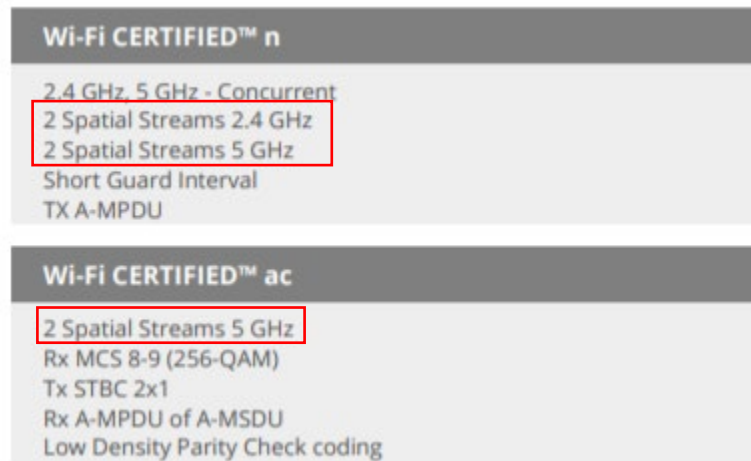 Wi-Fi CERTIFIED™ n
2.4 GHz, 5 GHz - Concurrent
2 Spatial Streams 2.4 GHz
2 Spatial Streams 5 GHz
Short Guard Interval
TX A-MPDU
Wi-Fi CERTIFIED™ ac
2 Spatial Streams 5 GHz
Rx MCS 8-9 (256-QAM)
Tx STBC 2x1
Rx A-MPDU of A-MSDU
Low Density Parity Check coding